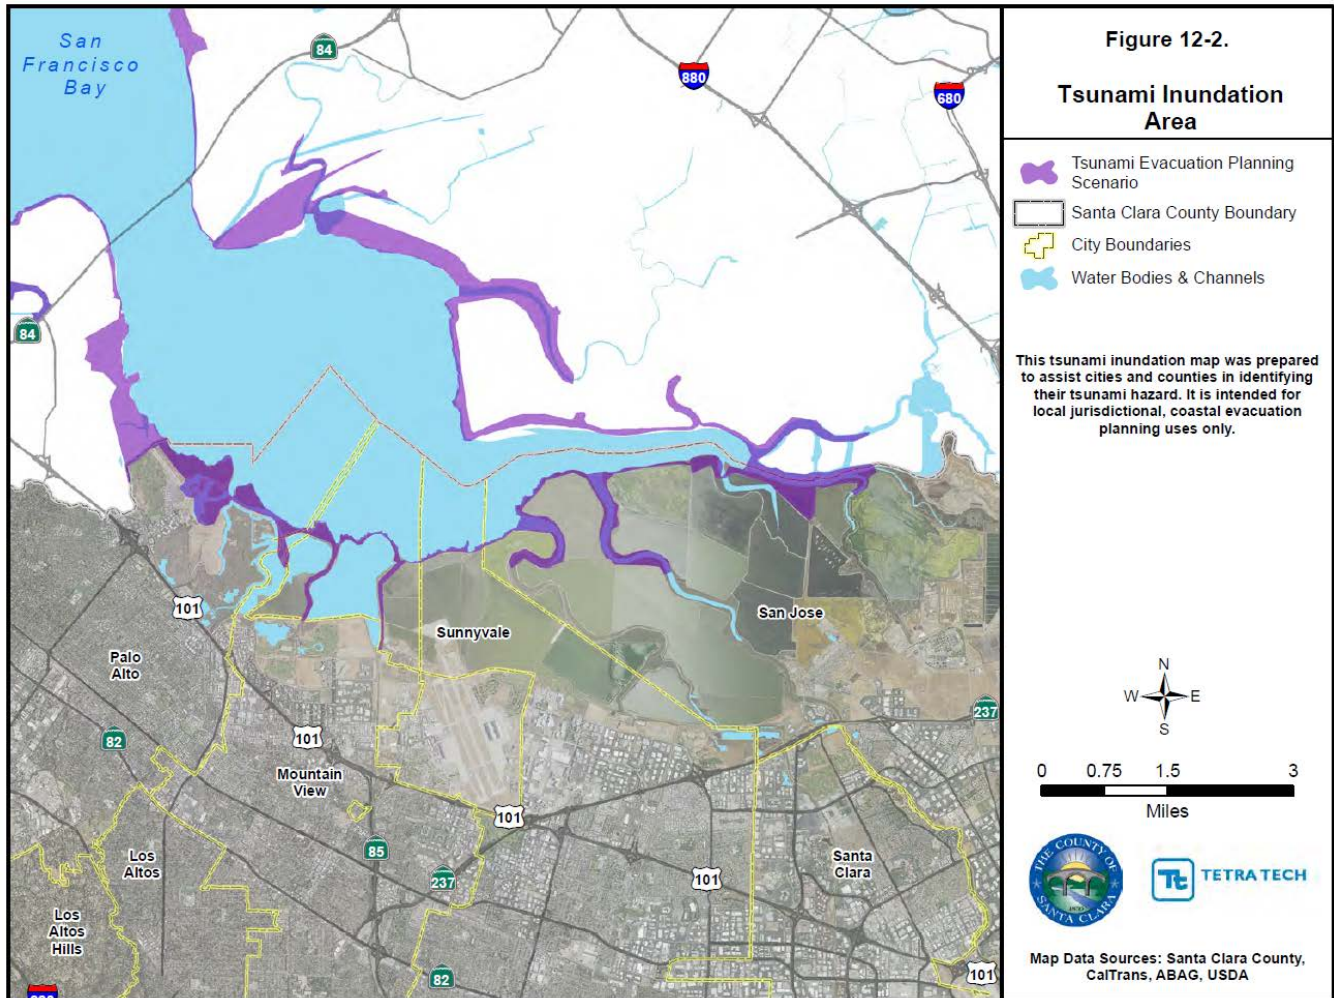 San
Francisco
Bay
84
880
680
84
101
Palo
Alto
82
101
Mountain
View
Sunnyvale
San Jose
237
101
85
237
101
Santa
Clara
Los
Altos
Los
Altos
Hills
82
101
Figure 12-2.
Tsunami Inundation
Area
Tsunami Evacuation Planning
Scenario
Santa Clara County Boundary
City Boundaries
Water Bodies & Channels
This tsunami inundation map was prepared
to assist cities and counties in identifying
their tsunami hazard. It is intended for
local jurisdictional, coastal evacuation
planning uses only.
N
W E
S
0 0.75 1.5 3
Miles
THE COUNTY OF
SANTA CLARA
TETRA TECH
Map Data Sources: Santa Clara County,
CalTrans, ABAG, USDA